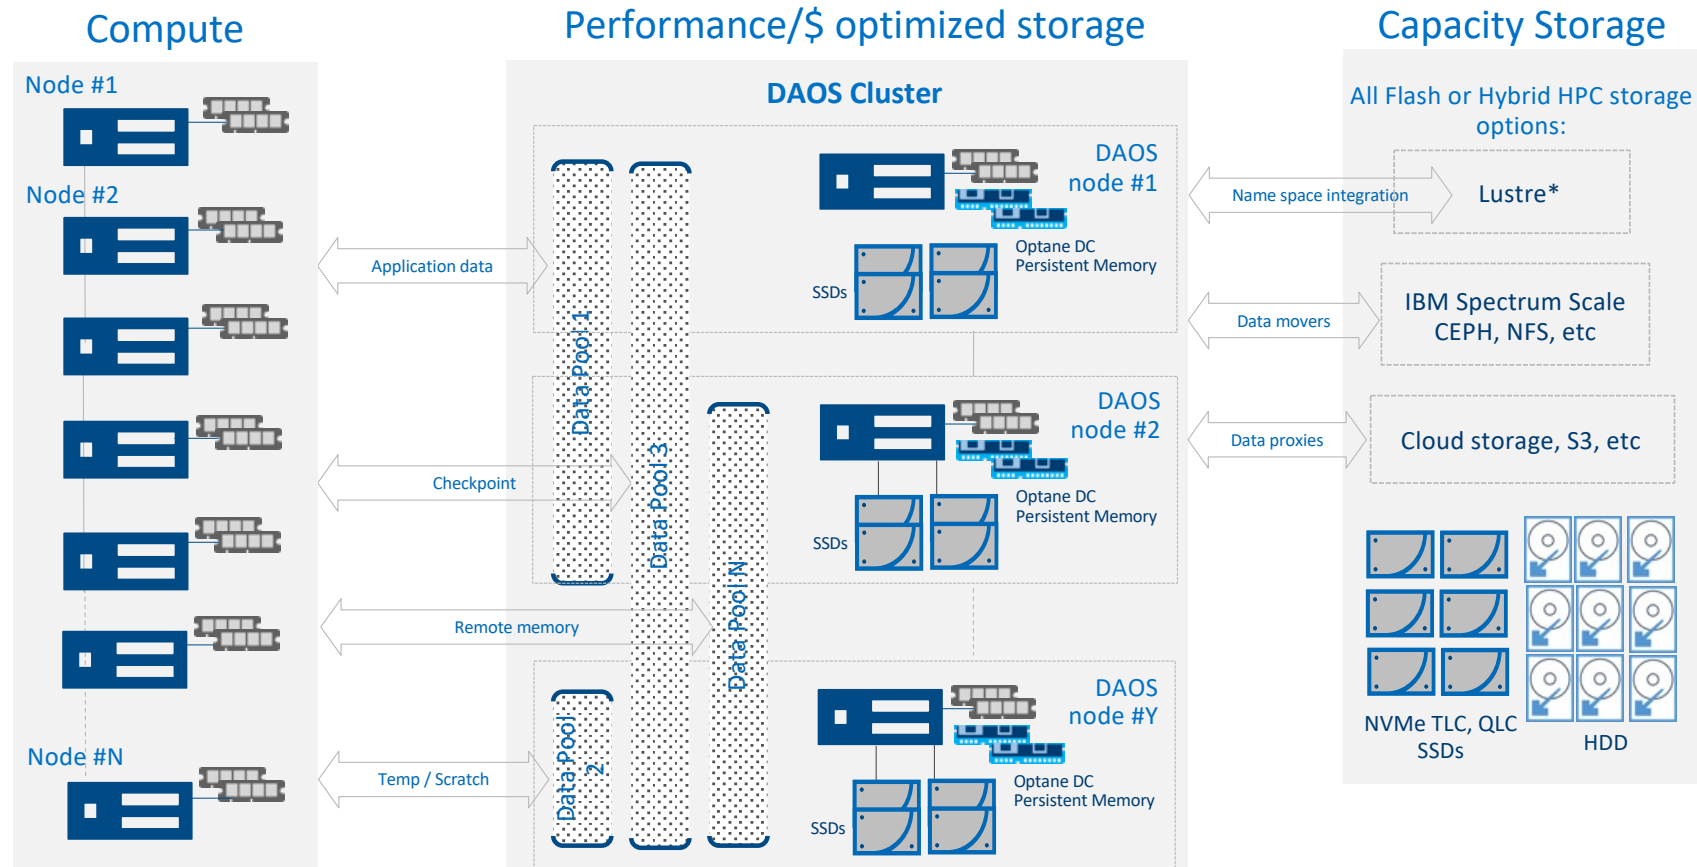 Compute
Performance/$ optimized storage
Capacity Storage
Node #1
Node #2
Node #N
Application data
Checkpoint
Remote memory
Temp / Scratch
DAOS Cluster
Data Pool 1
Data Pool 3
Data Pool N
Data Pool
2
DAOS
node #1
Optane DC
Persistent Memory
SSDs
DAOS
node #2
Optane DC
Persistent Memory
SSDs
DAOS
node #Y
Optane DC
Persistent Memory
SSDs
Name space integration
Data movers
Data proxies
All Flash or Hybrid HPC storage
options:
Lustre*
IBM Spectrum Scale
CEPH, NFS, etc
Cloud storage, S3, etc
NVMe TLC, QLC
SSDs
HDD